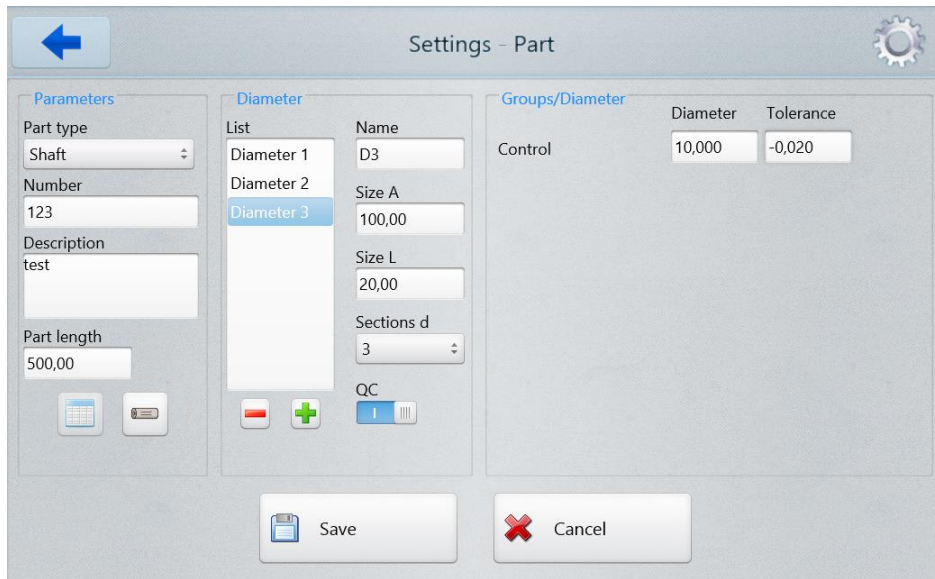 Settings - Part
Parameters
Part type
Shaft
Number
123
Description
test
Part length
500,00
Diameter
List
Diameter 1
Diameter 2
Diameter 3
Name
D3
Size A
100,00
Size L
20,00
Sections d
3
QC
I
Groups/Diameter
Diameter Tolerance
Control 10,000 -0,020
Save
Cancel